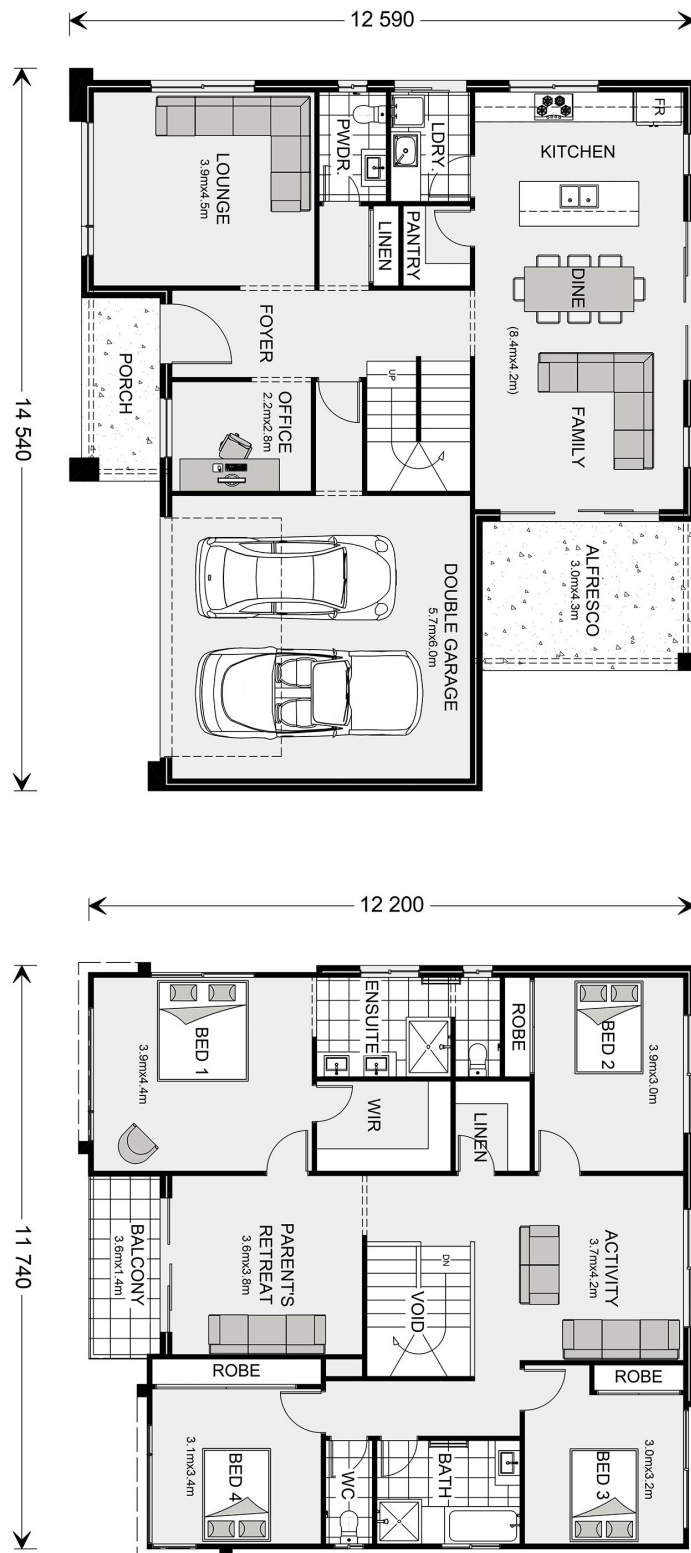 12 590
14 540
FR
KITCHEN
LOUNGE
3.9mx4.5m
PWDR.
LDRY.
LINEN
PANTRY
DINE
(8.4mx4.2m)
FAMILY
FOYER
PORCH
UP
OFFICE
2.2mx2.8m
ALFRESCO
3.0mx4.3m
DOUBLE GARAGE
5.7mx6.0m
12 200
11 740
BED 1
3.9mx4.4m
ENSUITE
ROBE
BED 2
3.9mx3.0m
WIR
LINEN
BALCONY
3.6mx1.4m
PARENT'S
RETREAT
3.6mx3.8m
DN
VOID
ACTIVITY
3.7mx4.2m
ROBE
ROBE
BED 4
3.1mx3.4m
WC
BATH
BED 3
3.0mx3.2m